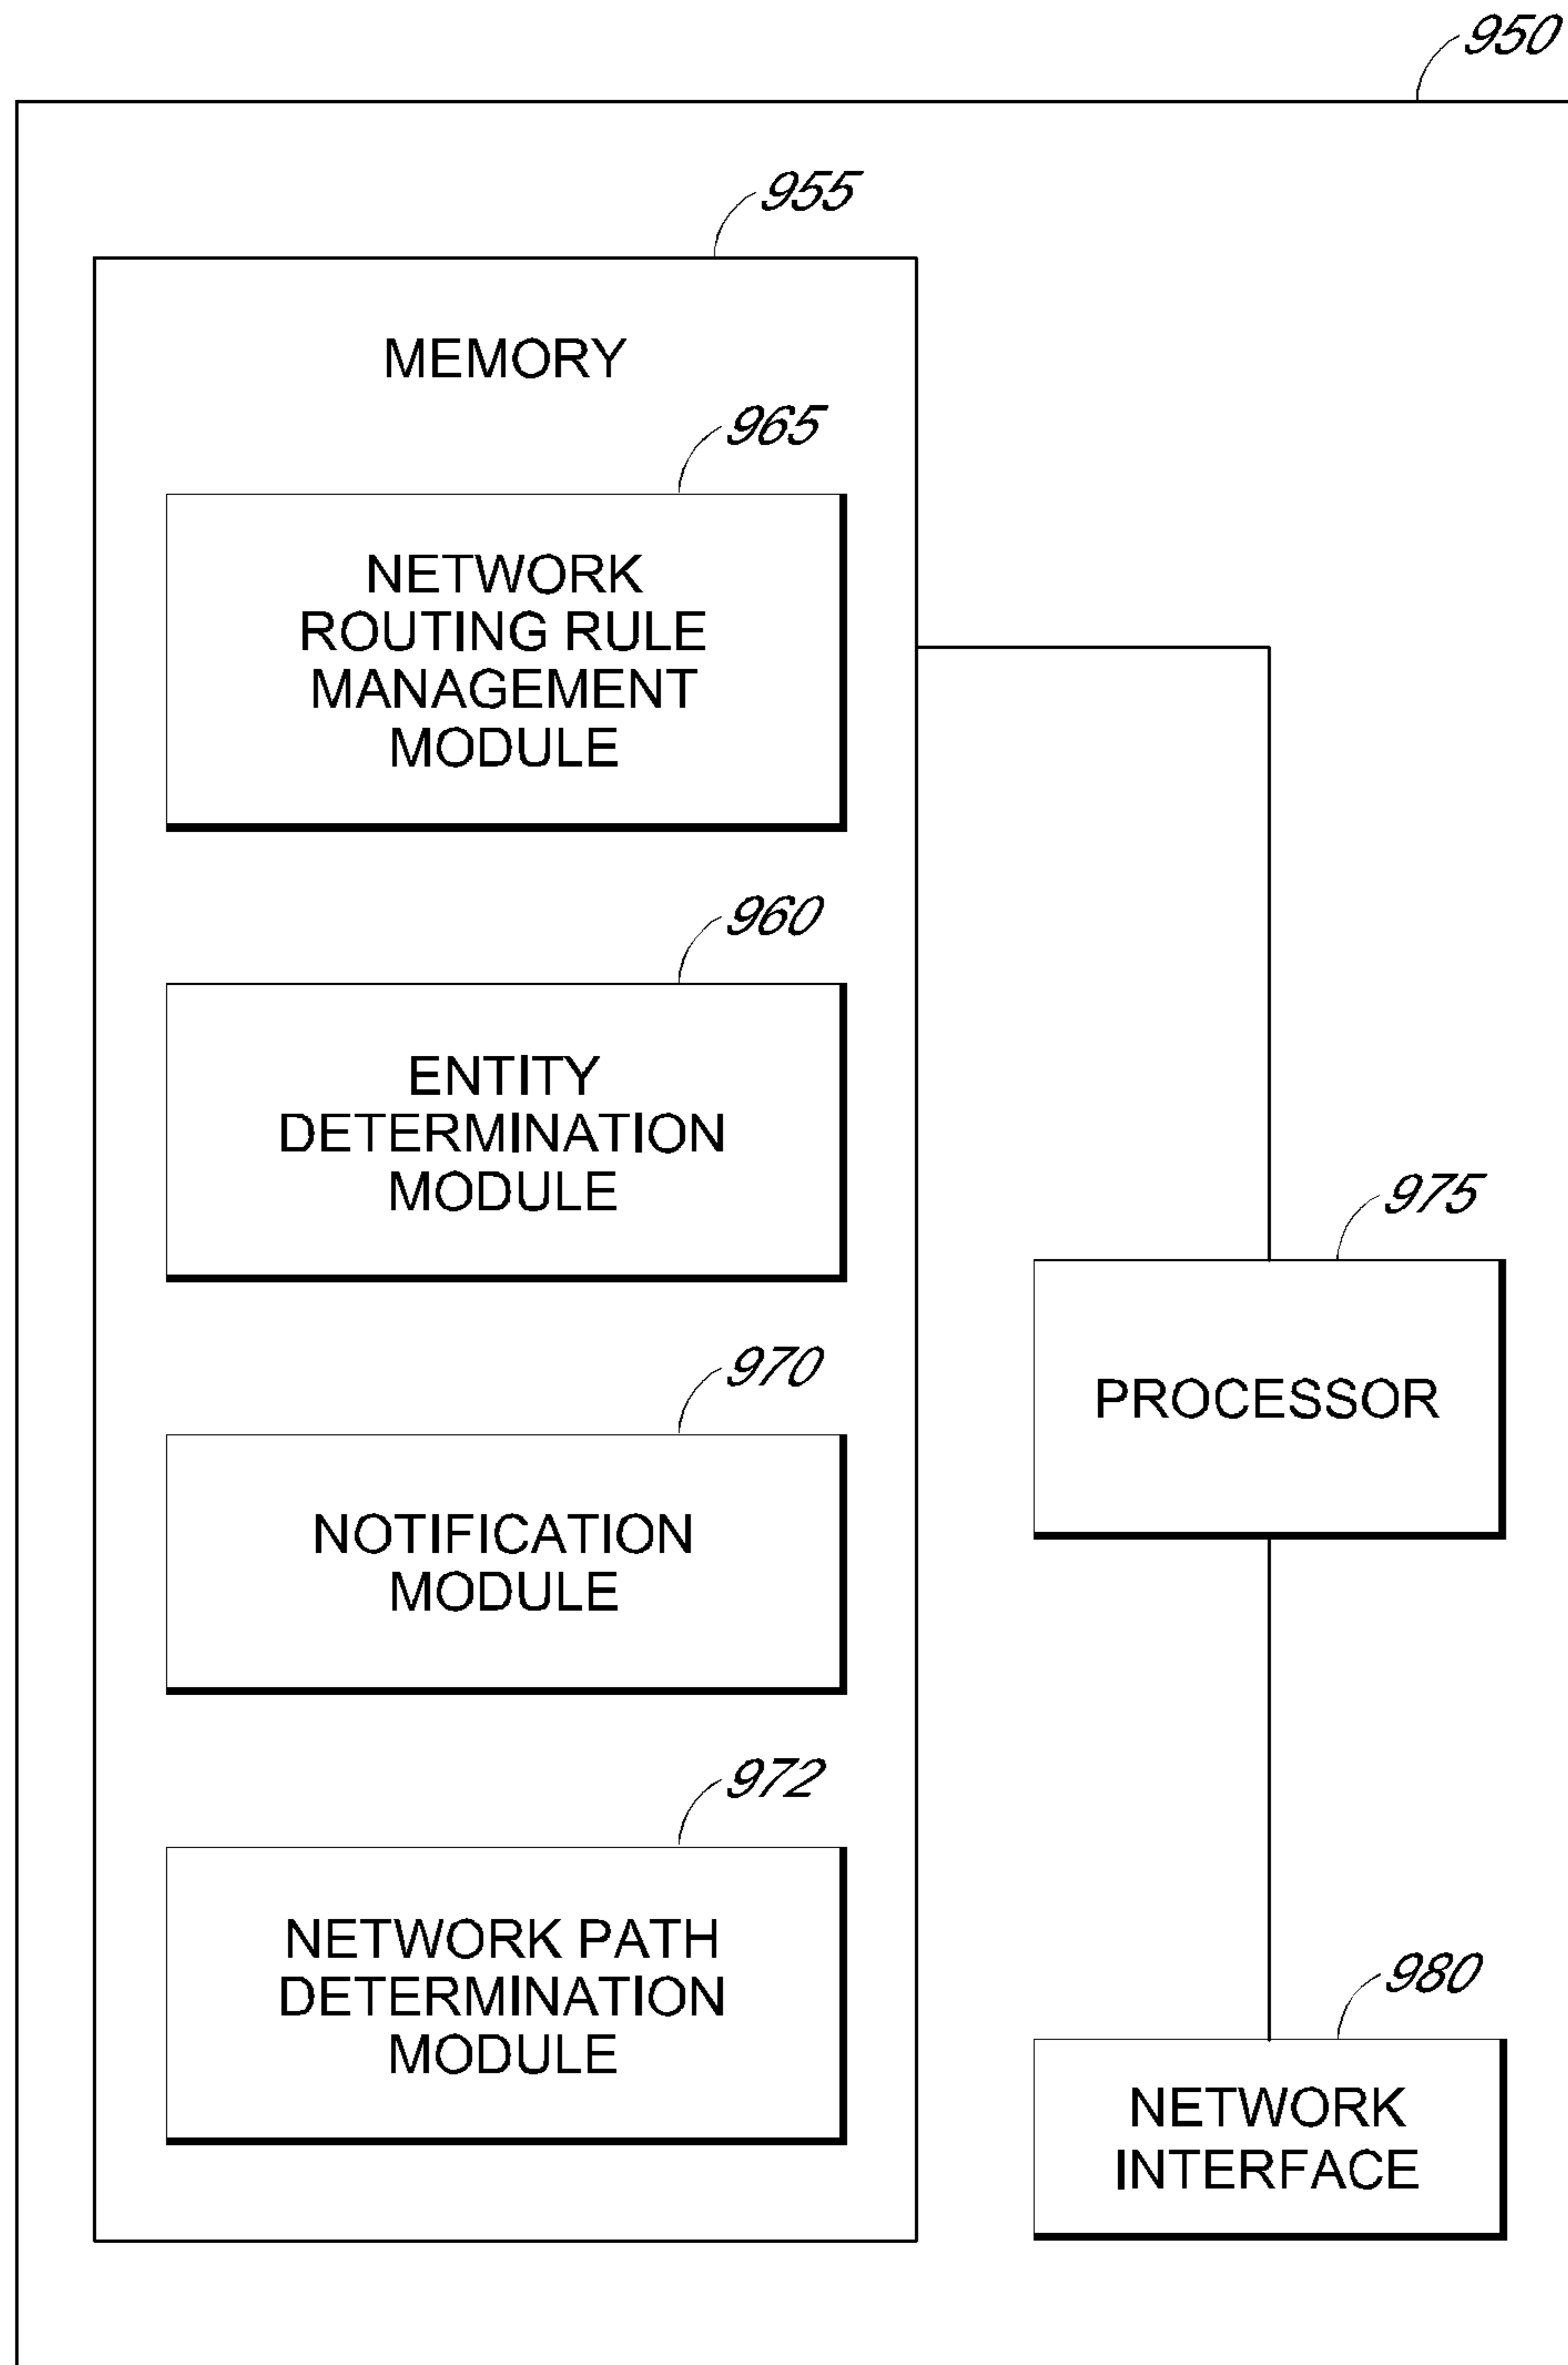 950
955
MEMORY
965
NETWORK
ROUTING RULE
MANAGEMENT
MODULE
960
ENTITY
DETERMINATION
MODULE
975
PROCESSOR
970
NOTIFICATION
MODULE
972
NETWORK PATH
DETERMINATION
MODULE
980
NETWORK
INTERFACE